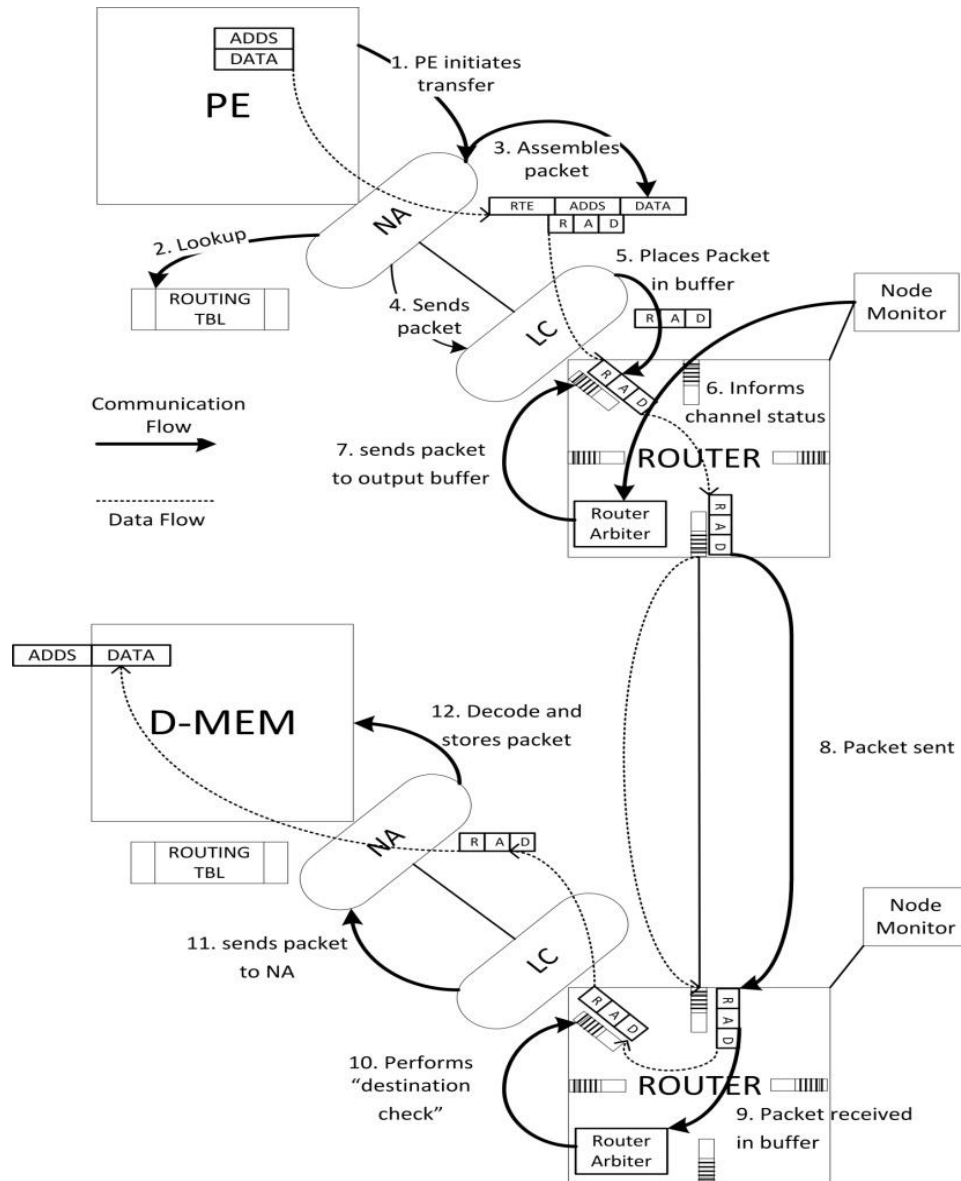 ADDS
DATA
PE
1. PE initiates
transfer
3. Assembles
packet
NA
RTE ADDS DATA
R A D
2. Lookup
ROUTING
TBL
4. Sends
packet
LC
5. Places Packet
in buffer
R A D
Node
Monitor
R A D
6. Informs
channel status
Communication
Flow
7. sends packet
to output buffer
ROUTER
Data Flow
Router
Arbiter
R A D
ADDS DATA
D-MEM
12. Decode and
stores packet
8. Packet sent
NA
R A D
ROUTING
TBL
Node
Monitor
11. sends packet
to NA
LC
R A D
R A D
10. Performs
“destination
check”
ROUTER
9. Packet received
in buffer
Router
Arbiter